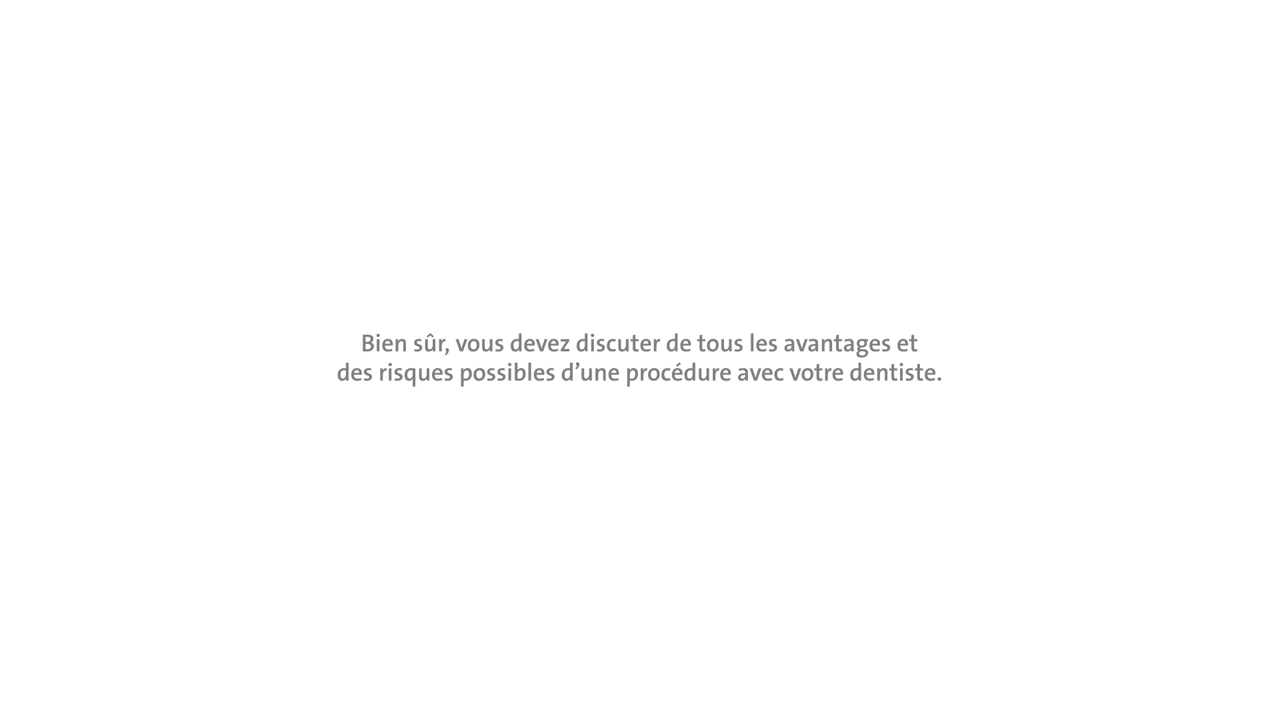 Bien sûr, vous devez discuter de tous les avantages et
des risques possibles d’une procédure avec votre dentiste.